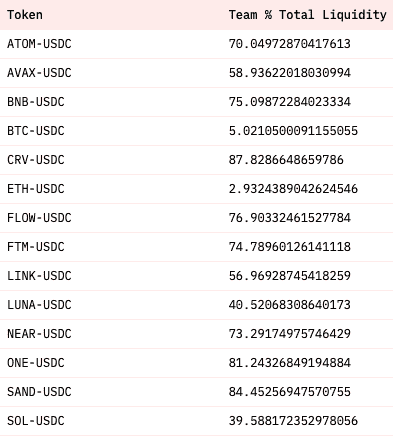 Token Team % Total Liquidity
ATOM-USDC 70.04972870417613
AVAX-USDC 58.93622018030994
BNB-USDC 75.09872284023334
BTC-USDC 5.0210500091155055
CRV-USDC 87.8286648659786
ETH-USDC 2.9324389042624546
FLOW-USDC 76.90332461527784
FTM-USDC 74.78960126141118
LINK-USDC 56.96928745418259
LUNA-USDC 40.52068308640173
NEAR-USDC 73.29174975746429
ONE-USDC 81.24326849194884
SAND-USDC 84.45256947570755
SOL-USDC 39.588172352978056